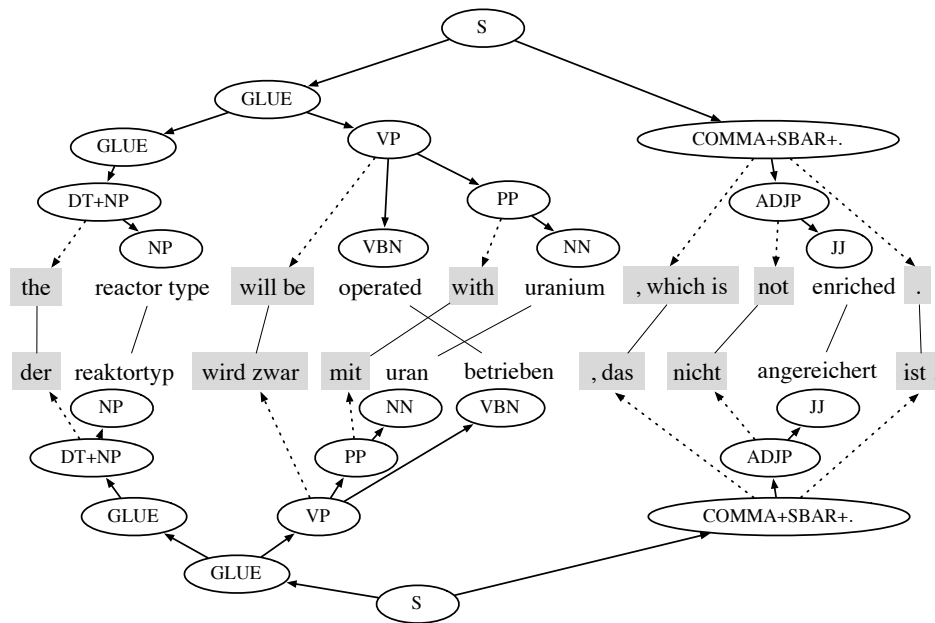 S
GLUE
GLUE VP COMMA+SBAR+.
DT+NP PP ADJP
NP VBN NN JJ
the reactor type will be operated with uranium , which is not enriched .
der reaktortyp wird zwar mit uran betrieben , das nicht angereichert ist
NP NN VBN JJ
DT+NP PP ADJP
GLUE VP COMMA+SBAR+.
GLUE
S